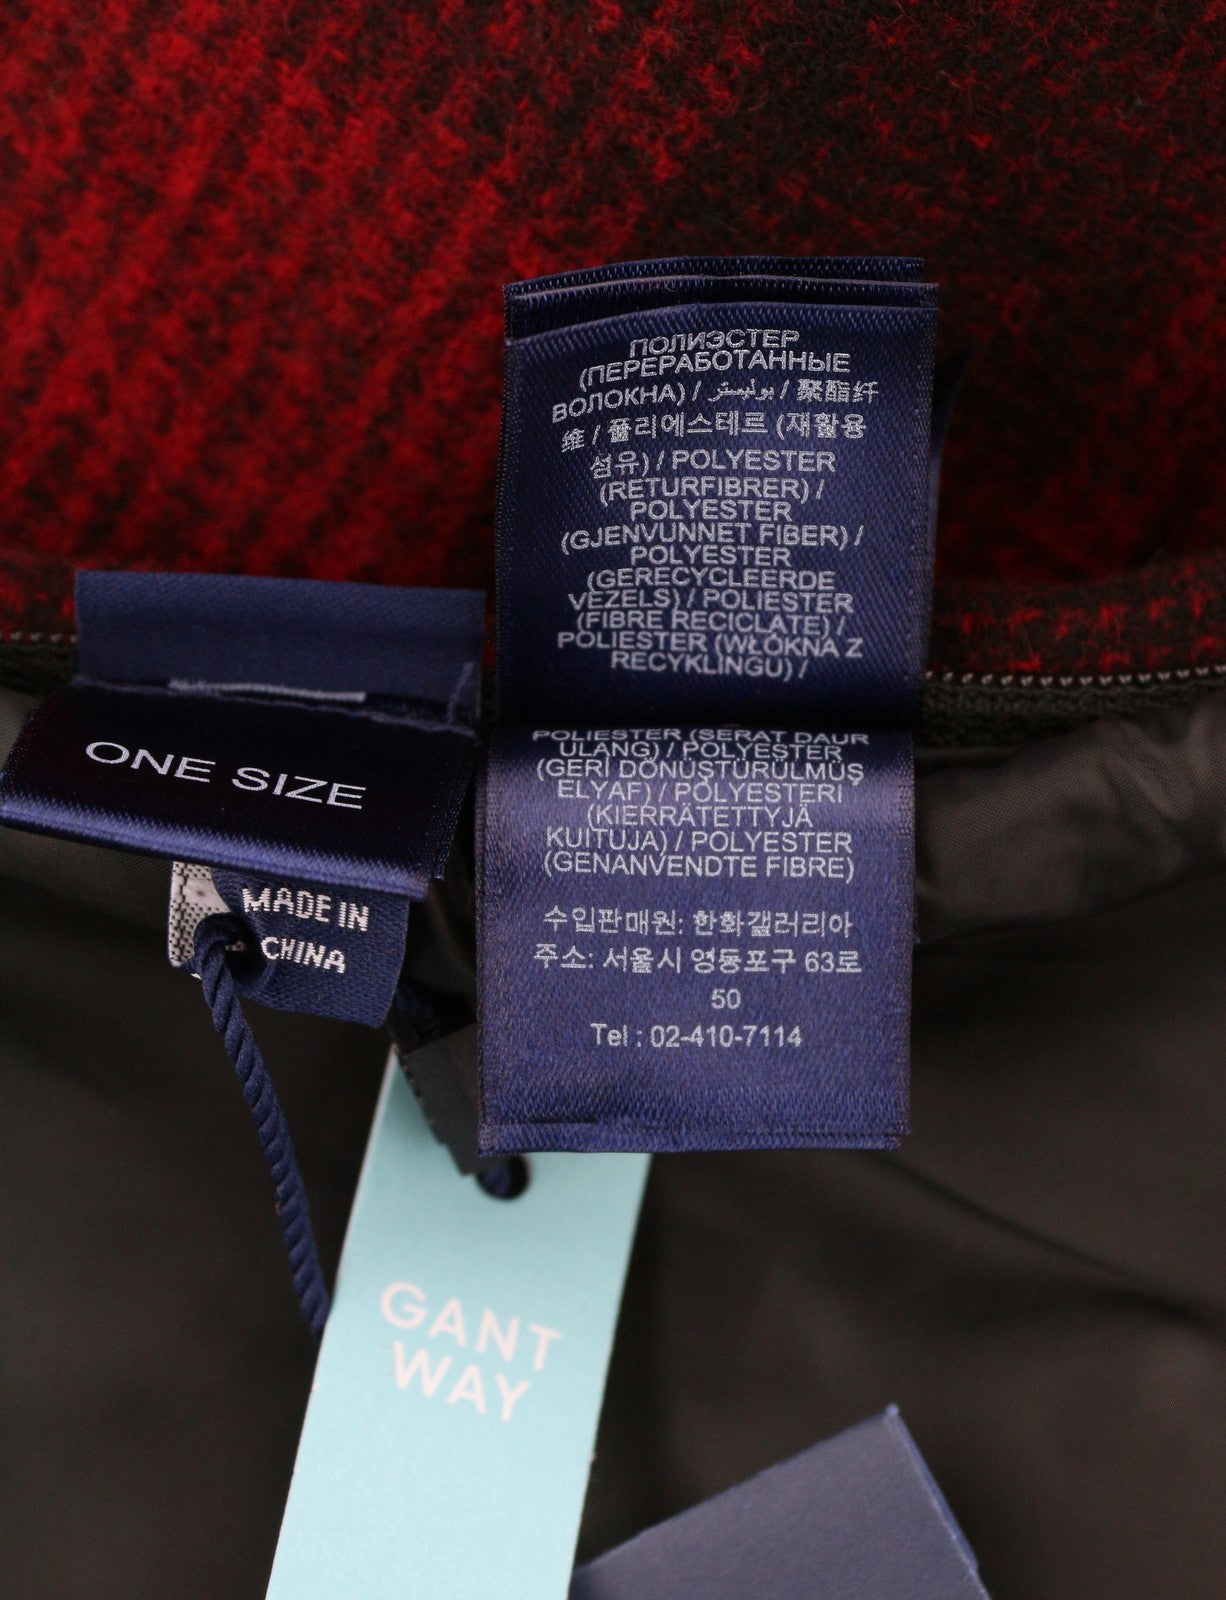 ПОЛИЭСТЕР
(ПЕРЕРАБОТАННЫЕ
ВОЛОКНА) / بوليستر / 聚酯纤
维 / 폴리에스테르 (재활용
섬유) / POLYESTER
(RETURFIBRER) /
POLYESTER
(GJENVUNNET FIBER) /
POLYESTER
(GERECYCLEERDE
VEZELS) / POLIESTER
(FIBRE RECICLATE) /
POLIESTER (WŁÓKNA Z
RECYKLINGU) /
POLIESTER (SERAT DAUR
ULANG) / POLYESTER
(GERİ DÖNÜŞTÜRÜLMÜŞ
ELYAF) / POLYESTERI
(KIERRÄTETTYJÄ
KUITUJA) / POLYESTER
(GENANVENDTE FIBRE)
수입판매원: 한화갤러리아
주소: 서울시 영등포구 63로
50
Tel : 02-410-7114
ONE SIZE
MADE IN
CHINA
GANT
WAY